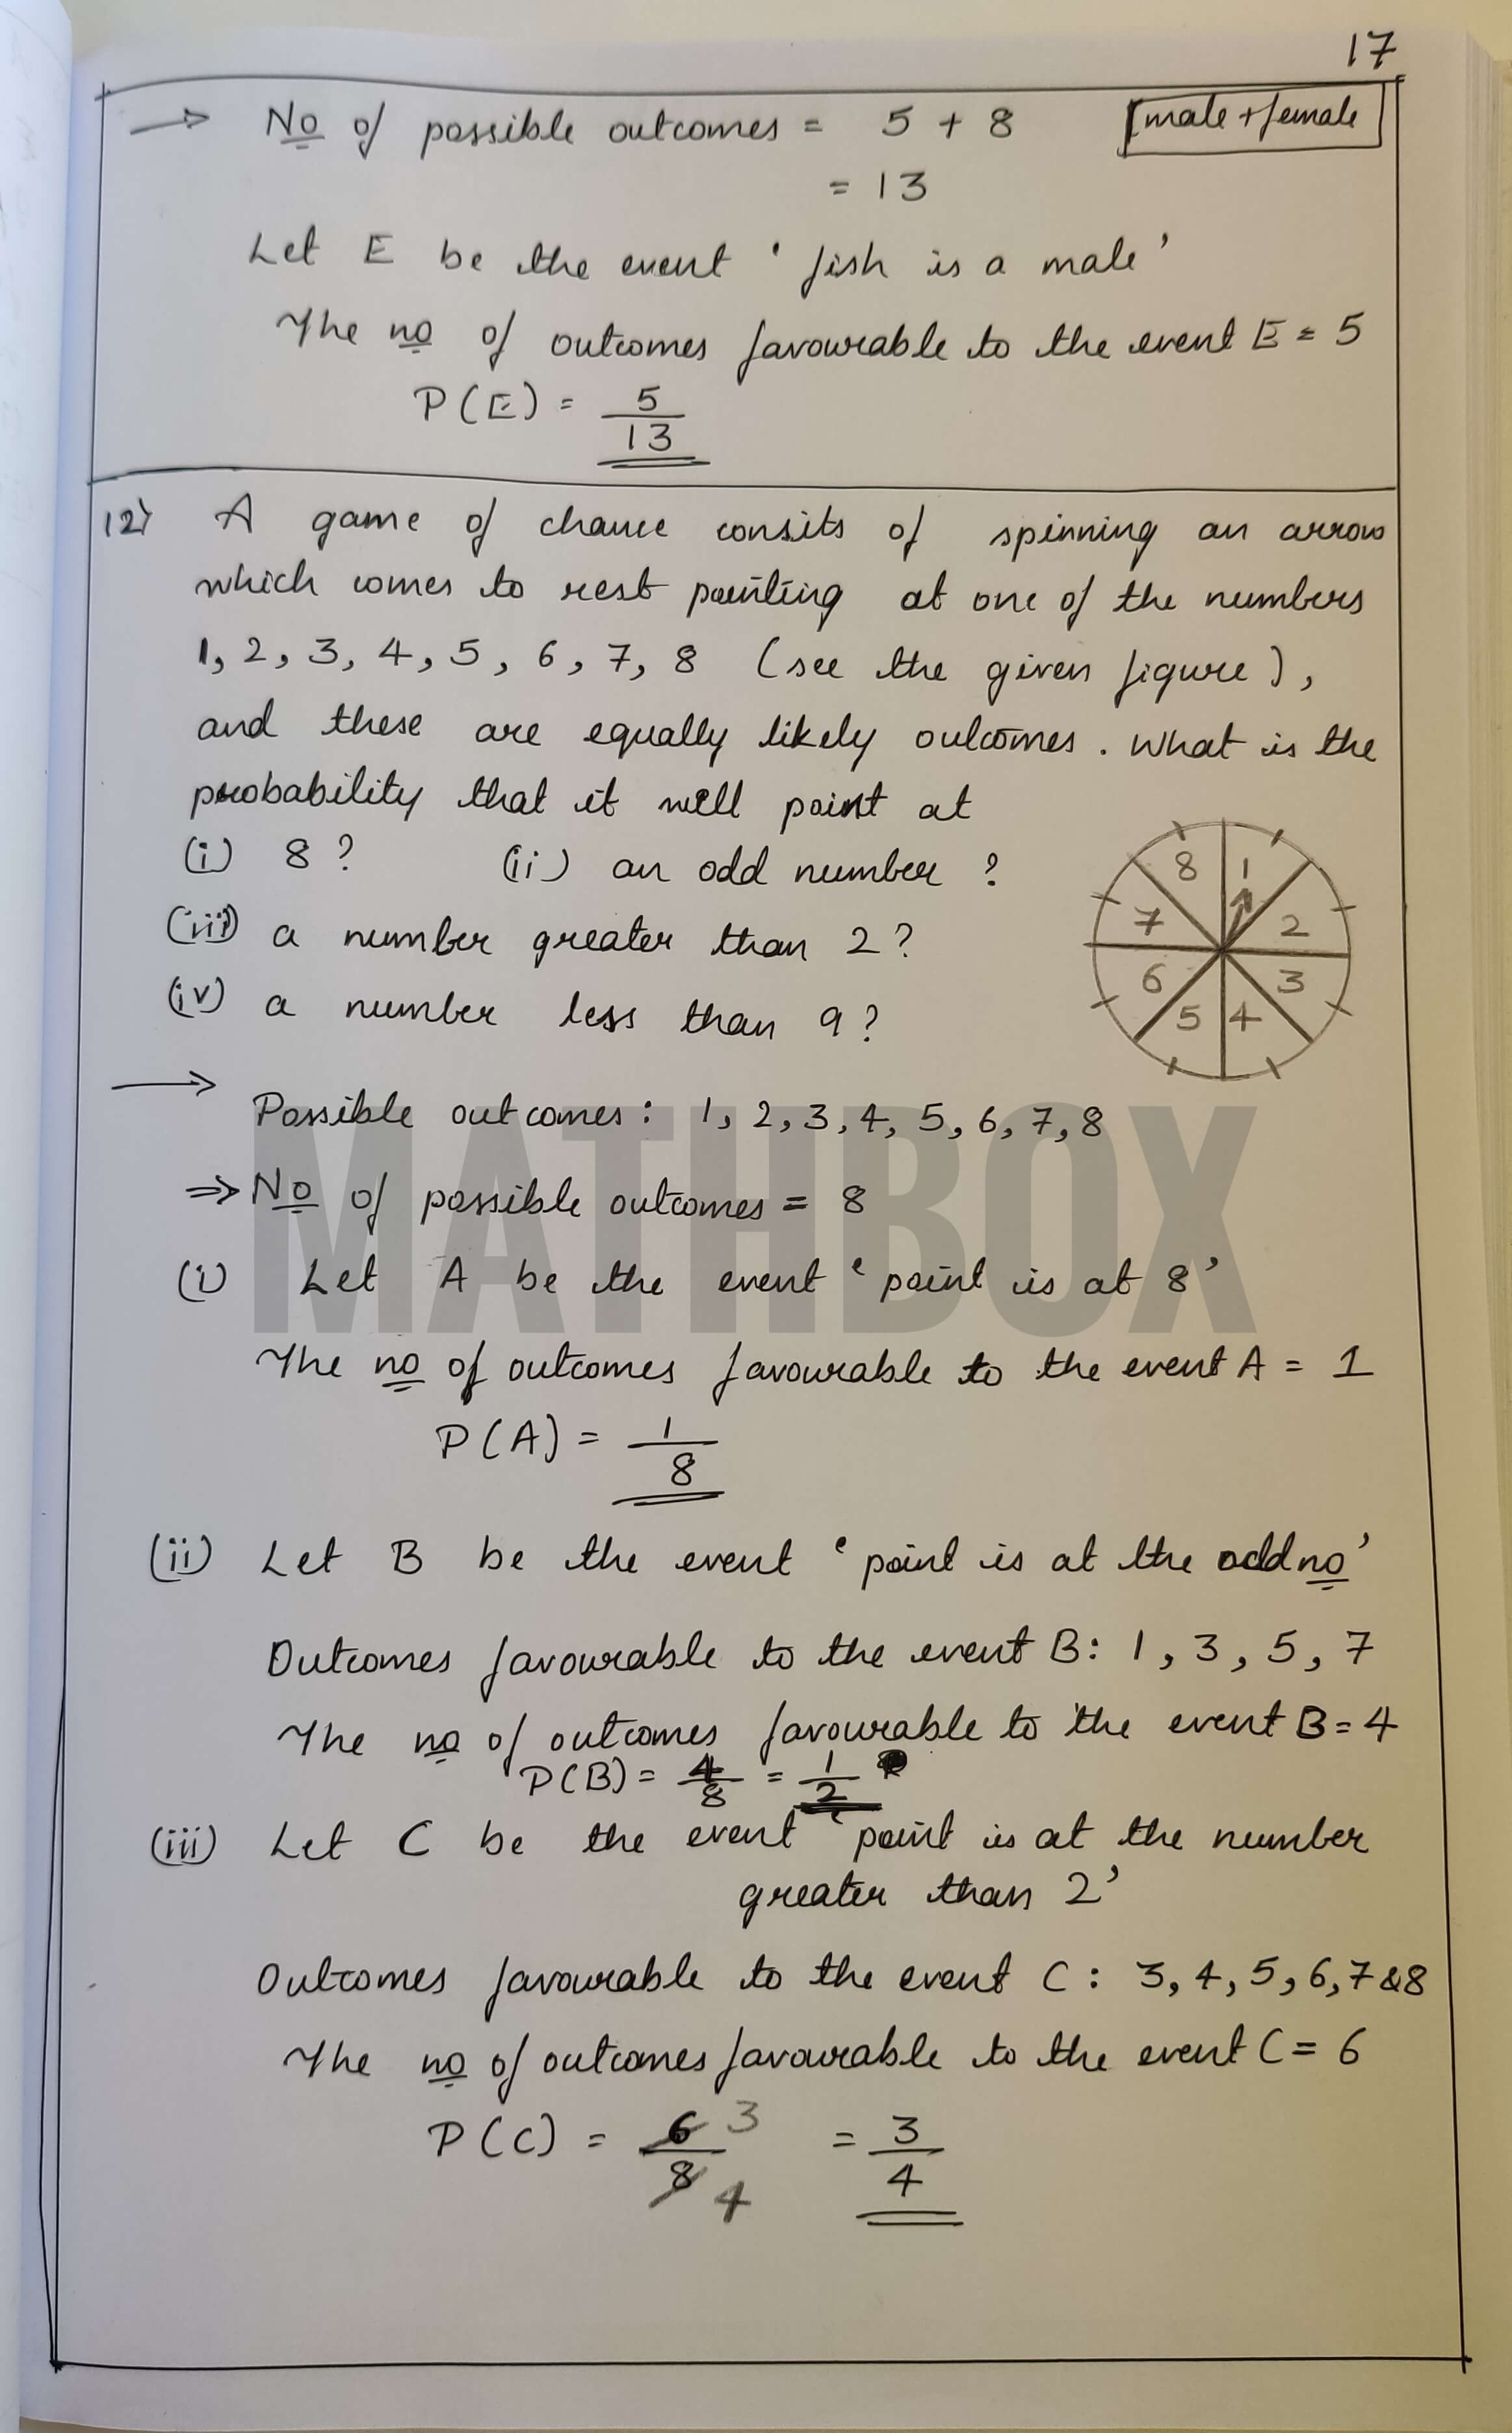 17
→ No of possible outcomes = 5 + 8 [male + female
= 13
Let E be the event ‘fish is a male’
The no of outcomes favourable to the event E = 5
P(E) = 5/13
12) A game of chance consits of spinning an arrow
which comes to rest pointing at one of the numbers
1, 2, 3, 4, 5, 6, 7, 8 (see the given figure),
and these are equally likely outcomes. What is the
probability that it will point at
(i) 8? (ii) an odd number?
(iii) a number greater than 2?
(iv) a number less than 9?
8 1
7 2
6 3
5 4
→
Possible outcomes: 1, 2, 3, 4, 5, 6, 7, 8
⇒ No of possible outcomes = 8
MATHBOX
(i) Let A be the event ‘point is at 8’
The no of outcomes favourable to the event A = 1
P(A) = 1/8
(ii) Let B be the event ‘point is at the odd no’
Outcomes favourable to the event B: 1, 3, 5, 7
The no of outcomes favourable to the event B = 4
P(B) = 4/8 = 1/2
(iii) Let C be the event ‘point is at the number
greater than 2’
Outcomes favourable to the event C: 3, 4, 5, 6, 7 & 8
The no of outcomes favourable to the event C = 6
P(C) = 6/8 3 4 = 3/4